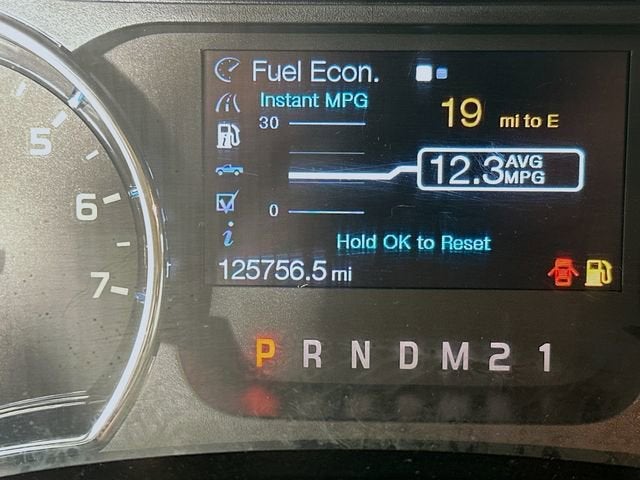 5
6
7
Fuel Econ.
Instant MPG
30
19 mi to E
12.3 AVG MPG
0
i
Hold OK to Reset
125756.5 mi
P R N D M 2 1